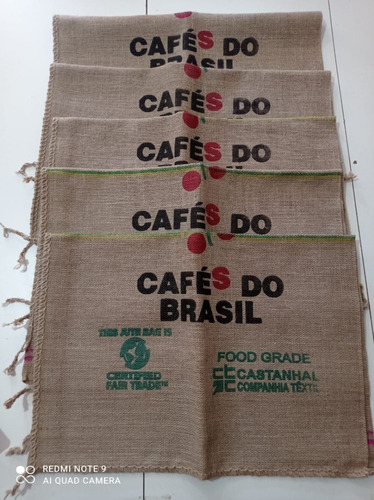 CAFÉS DO
BRASIL
CAFÉS DO
CAFÉS DO
CAFÉS DO
CAFÉS DO
BRASIL
THIS JUTE BAG IS
CERTIFIED
FAIR TRADE™
FOOD GRADE
CASTANHAL
COMPANHIA TÊXTIL
REDMI NOTE 9
AI QUAD CAMERA